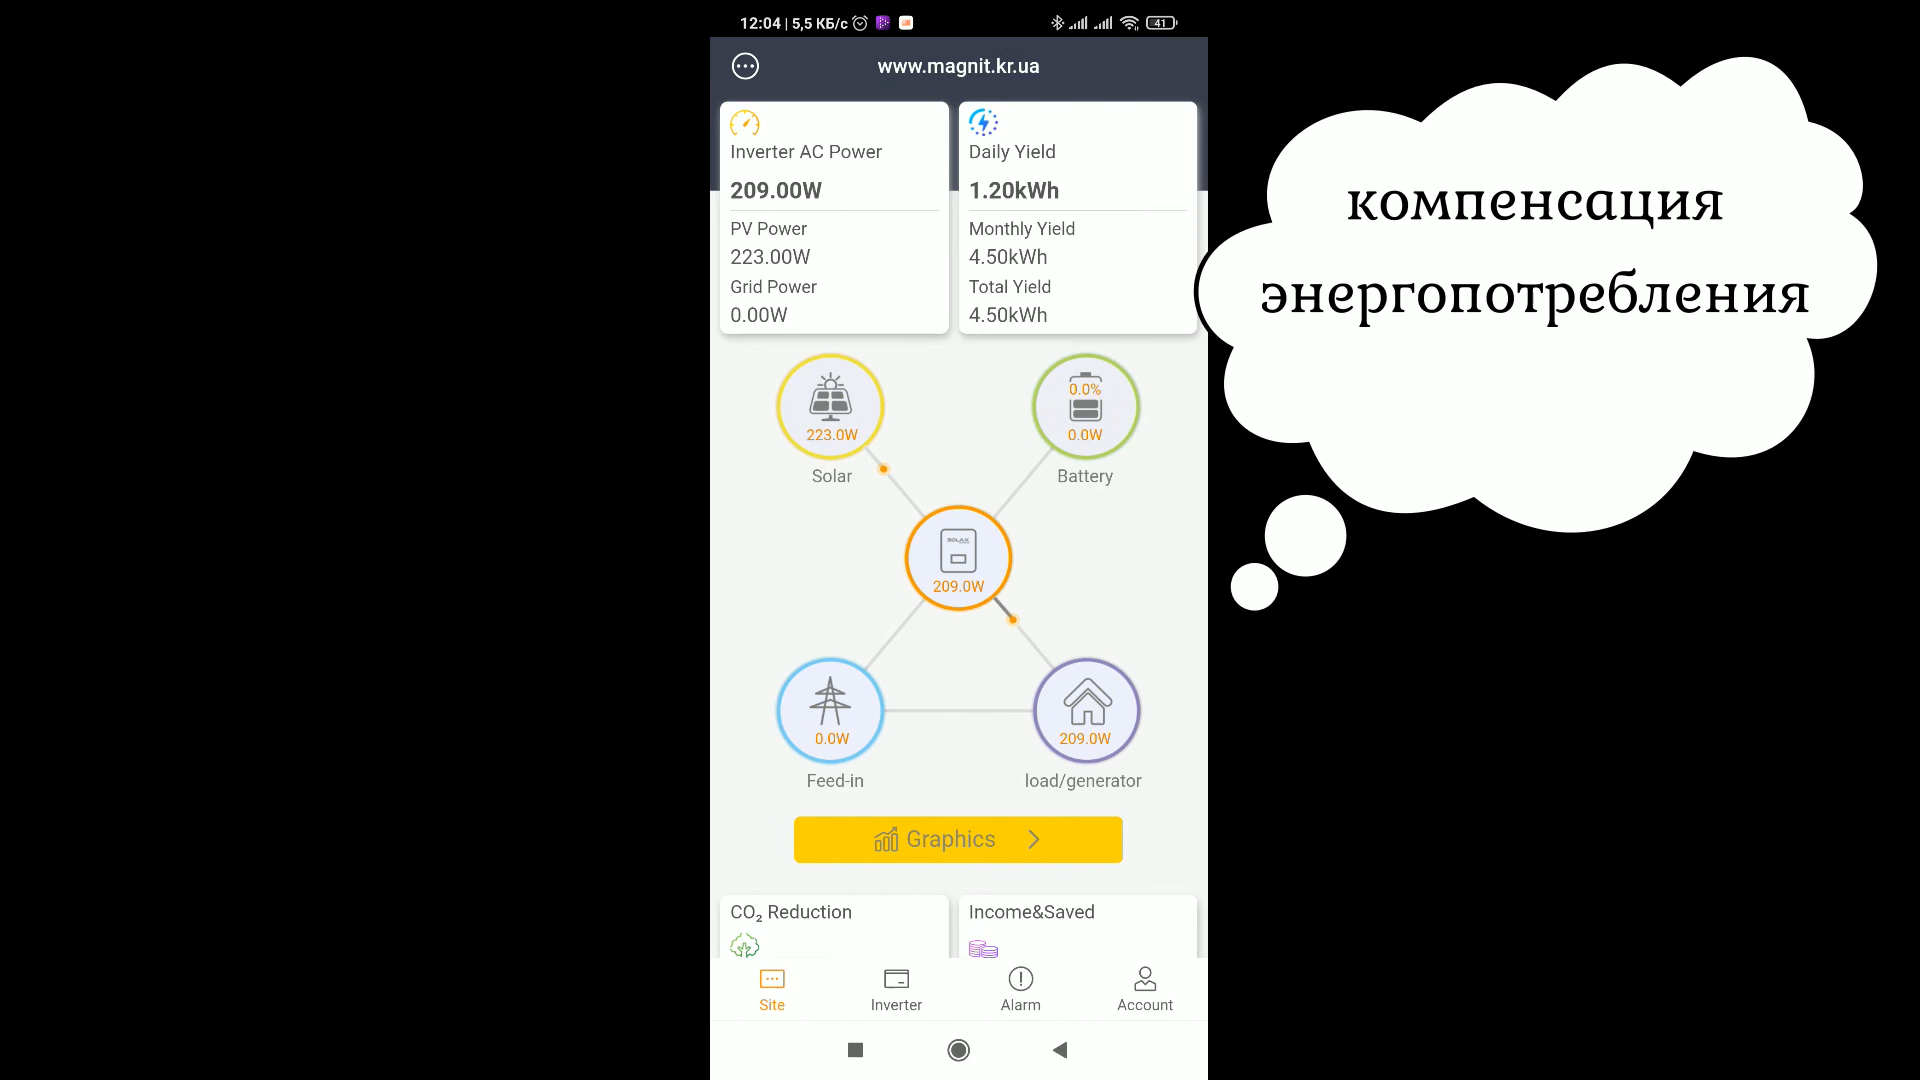 12:04 | 5,5 КБ/с
41
www.magnit.kr.ua
Inverter AC Power
209.00W
PV Power
223.00W
Grid Power
0.00W
Daily Yield
1.20kWh
Monthly Yield
4.50kWh
Total Yield
4.50kWh
компенсация
энергопотребления
223.0W
Solar
0.0%
0.0W
Battery
SOLAX
209.0W
0.0W
Feed-in
209.0W
load/generator
Graphics
CO₂ Reduction
Income&Saved
Site
Inverter
Alarm
Account